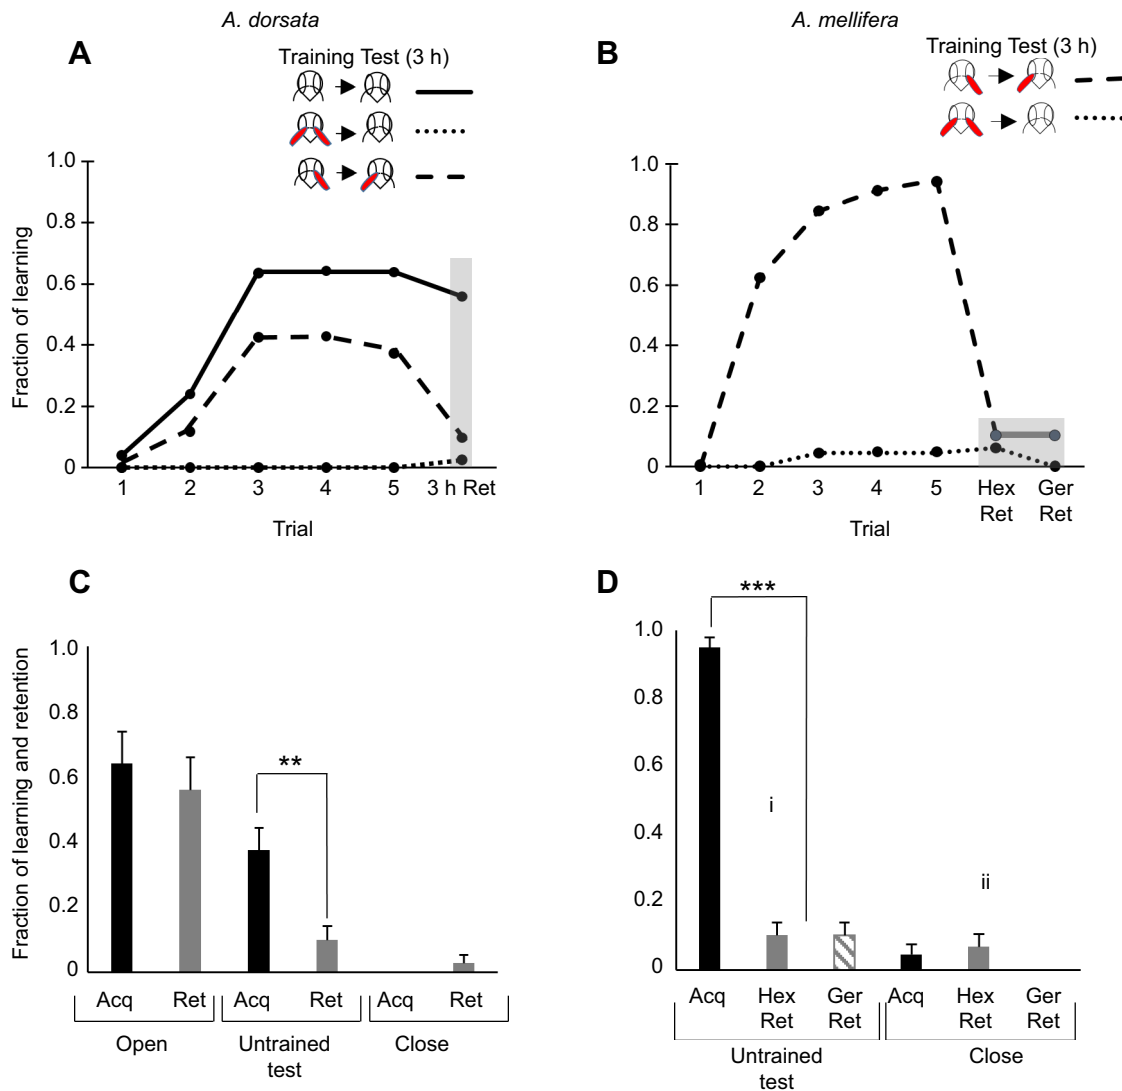 A. dorsata
A. mellifera
A
Training Test (3 h)
1.0
0.8
0.6
0.4
0.2
0
Fraction of learning
1 2 3 4 5 3 h Ret
Trial
B
Training Test (3 h)
1.0
0.8
0.6
0.4
0.2
0
1 2 3 4 5 Hex Ger
Ret Ret
Trial
C
1.0
0.8
0.6
0.4
0.2
0
Fraction of learning and retention
**
Acq Ret Acq Ret Acq Ret
Open Untrained Close
test
D
***
1.0
0.8
0.6
0.4
0.2
0
i
ii
Acq Hex Ger Acq Hex Ger
Ret Ret Ret Ret
Untrained Close
test